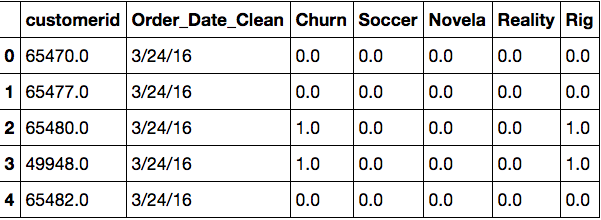 customerid Order_Date_Clean Churn Soccer Novela Reality Rig
0 65470.0 3/24/16 0.0 0.0 0.0 0.0 0.0
1 65477.0 3/24/16 0.0 0.0 0.0 0.0 0.0
2 65480.0 3/24/16 1.0 0.0 0.0 0.0 1.0
3 49948.0 3/24/16 1.0 0.0 0.0 0.0 1.0
4 65482.0 3/24/16 0.0 0.0 0.0 0.0 0.0